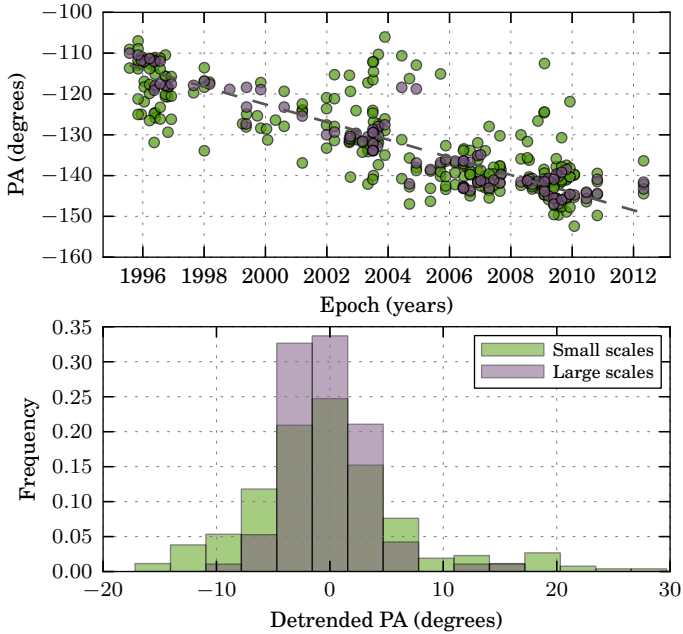 −100
−110
−120
−130
−140
−150
−160
PA (degrees)
1996 1998 2000 2002 2004 2006 2008 2010 2012
Epoch (years)
0.35
0.30
0.25
0.20
0.15
0.10
0.05
0.00
Frequency
Small scales
Large scales
−20 −10 0 10 20 30
Detrended PA (degrees)